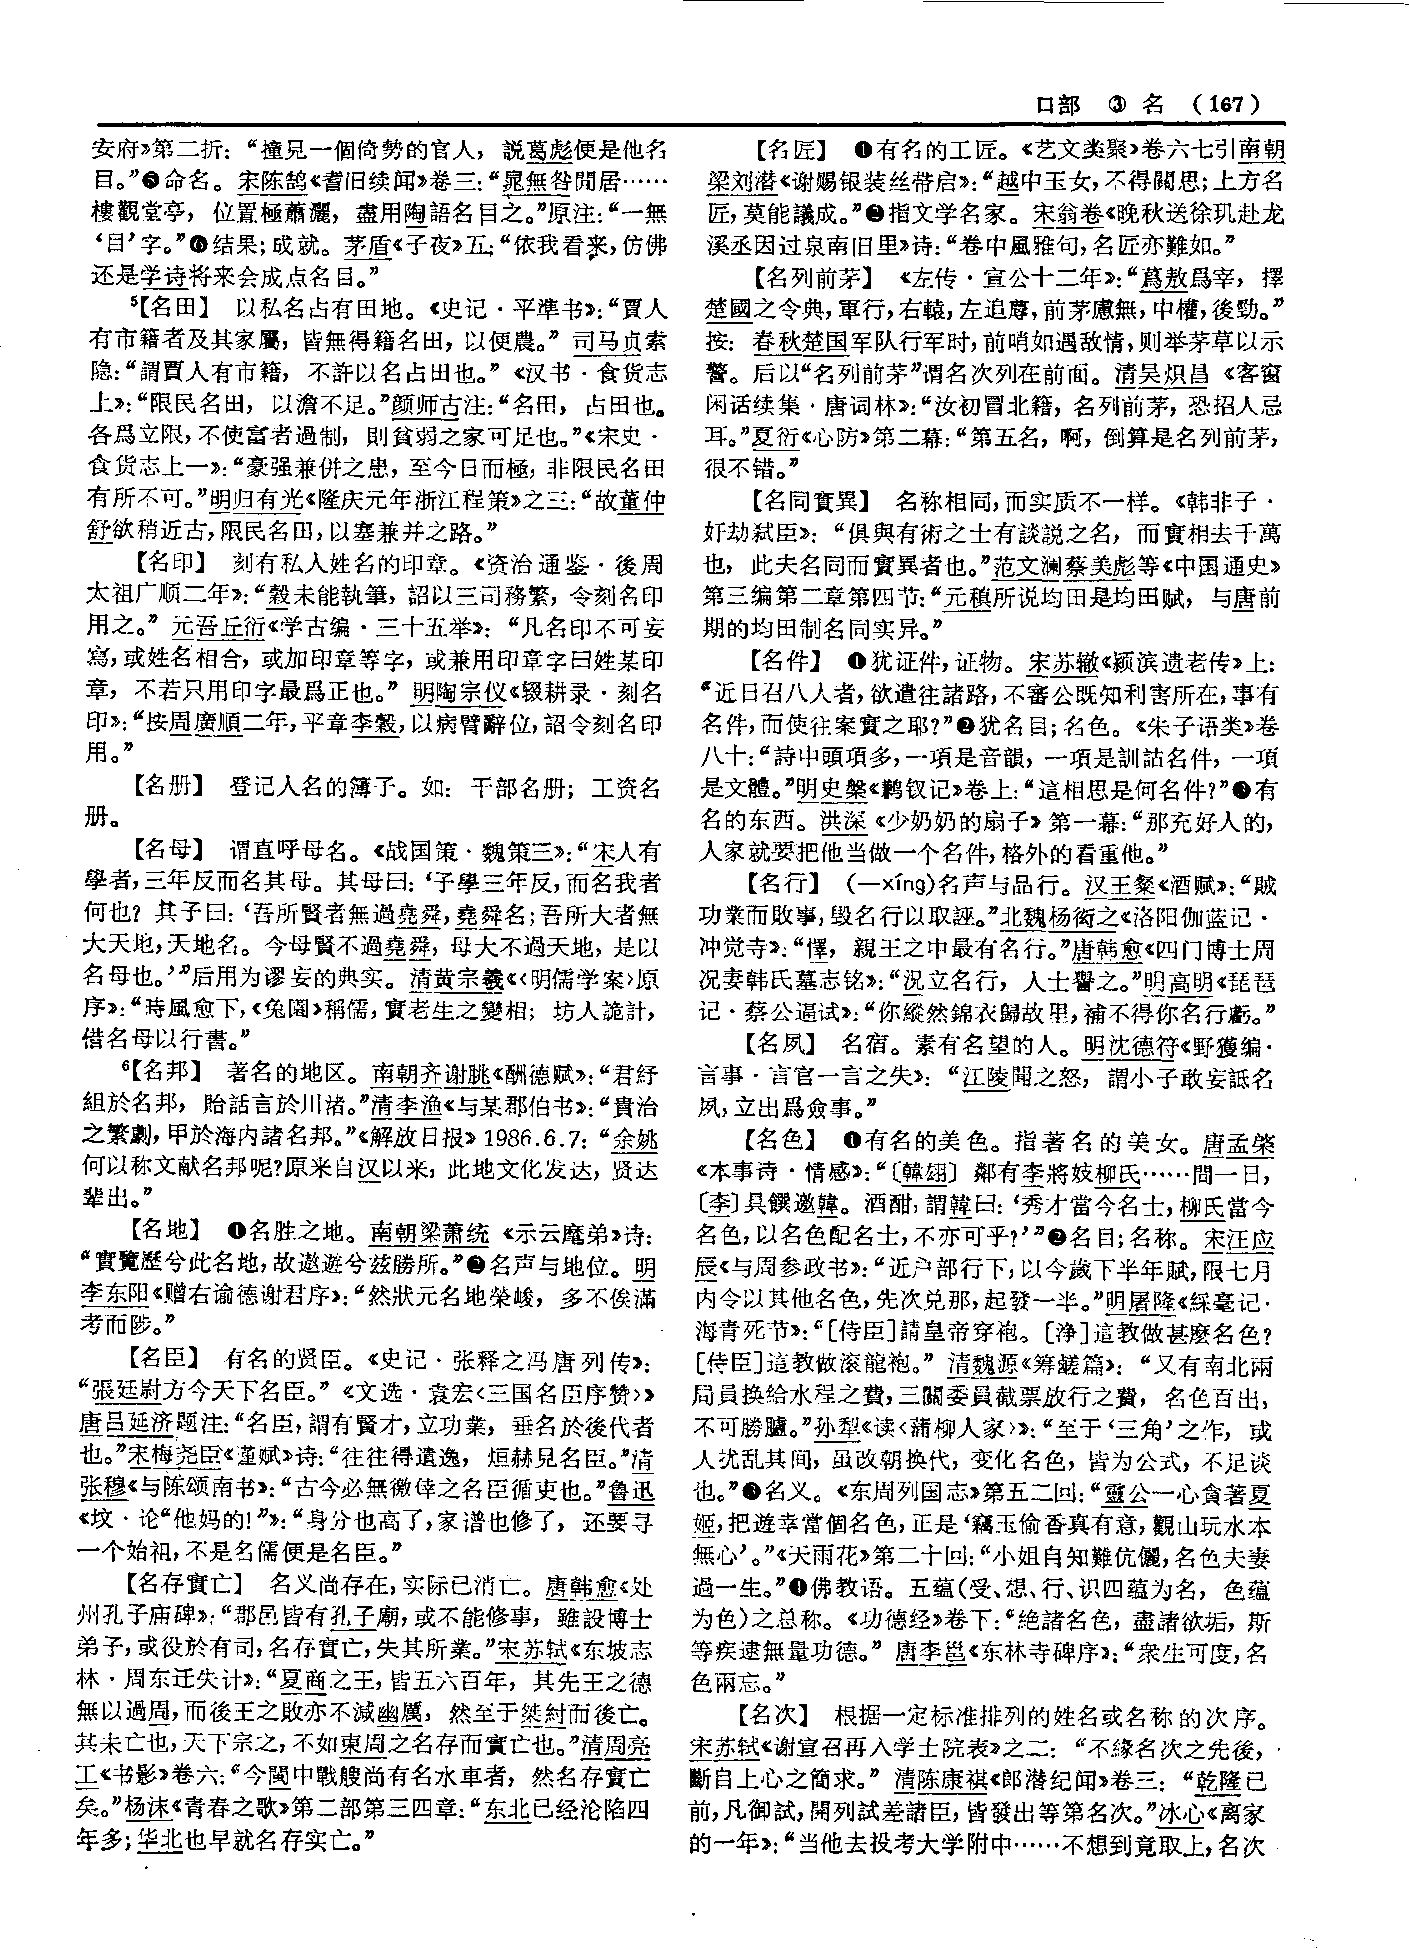 口部 ③ 名 （167）
安府》第二折：“撞見一個倚勢的官人，説葛彪便是他名
目。”❺命名。宋陈鹄《耆旧续闻》卷三：“晁無咎閒居……
樓觀堂亭，位置極蕭灑，盡用陶語名目之。”原注：“一無
‘目’字。”❻结果；成就。茅盾《子夜》五：“依我看来，仿佛
还是学诗将来会成点名目。”
⁵【名田】 以私名占有田地。《史记·平準书》：“賈人
有市籍者及其家屬，皆無得籍名田，以便農。”司马贞索
隐：“謂賈人有市籍，不許以名占田也。”《汉书·食货志
上》：“限民名田，以澹不足。”颜师古注：“名田，占田也。
各爲立限，不使富者過制，則貧弱之家可足也。”《宋史·
食货志上一》：“豪强兼併之患，至今日而極，非限民名田
有所不可。”明归有光《隆庆元年浙江程策》之三：“故董仲
舒欲稍近古，限民名田，以塞兼并之路。”
【名印】 刻有私人姓名的印章。《资治通鉴·後周
太祖广顺二年》：“穀未能執筆，詔以三司務繁，令刻名印
用之。”元吾丘衍《学古编·三十五举》：“凡名印不可妄
寫，或姓名相合，或加印章等字，或兼用印章字曰姓某印
章，不若只用印字最爲正也。”明陶宗仪《辍耕录·刻名
印》：“按周廣順二年，平章李穀，以病臂辭位，詔令刻名印
用。”
【名册】 登记人名的簿子。如：干部名册；工资名
册。
【名母】 谓直呼母名。《战国策·魏策三》：“宋人有
學者，三年反而名其母。其母曰：‘子學三年反，而名我者
何也？其子曰：‘吾所賢者無過堯舜，堯舜名；吾所大者無
大天地，天地名。今母賢不過堯舜，母大不過天地，是以
名母也。’”后用为谬妄的典实。清黄宗羲《〈明儒学案〉原
序》：“時風愈下，《兔園》稱儒，實老生之變相；坊人詭計，
借名母以行書。”
⁶【名邦】 著名的地区。南朝齐谢朓《酬德赋》：“君紆
組於名邦，貽話言於川渚。”清李渔《与某郡伯书》：“貴治
之繁劇，甲於海内諸名邦。”《解放日报》1986.6.7：“余姚
何以称文献名邦呢？原来自汉以来，此地文化发达，贤达
辈出。”
【名地】 ❶名胜之地。南朝梁萧统《示云麾弟》诗：
“實覽歷兮此名地，故遨遊兮兹勝所。”❷名声与地位。明
李东阳《赠右谕德谢君序》：“然狀元名地榮峻，多不俟滿
考而陟。”
【名臣】 有名的贤臣。《史记·张释之冯唐列传》：
“張廷尉方今天下名臣。”《文选·袁宏〈三国名臣序赞〉》
唐吕延济题注：“名臣，謂有賢才，立功業，垂名於後代者
也。”宋梅尧臣《谨赋》诗：“往往得遺逸，烜赫見名臣。”清
张穆《与陈颂南书》：“古今必無徼倖之名臣循吏也。”鲁迅
《坟·论“他妈的！”》：“身分也高了，家谱也修了，还要寻
一个始祖，不是名儒便是名臣。”
【名存實亡】 名义尚存在，实际已消亡。唐韩愈《处
州孔子庙碑》：“郡邑皆有孔子廟，或不能修事，雖設博士
弟子，或役於有司，名存實亡，失其所業。”宋苏轼《东坡志
林·周东迁失计》：“夏商之王，皆五六百年，其先王之德
無以過周，而後王之敗亦不減幽厲，然至于桀紂而後亡。
其未亡也，天下宗之，不如東周之名存而實亡也。”清周亮
工《书影》卷六：“今閩中戰艘尚有名水車者，然名存實亡
矣。”杨沫《青春之歌》第二部第三四章：“东北已经沦陷四
年多；华北也早就名存实亡。”
【名匠】 ❶有名的工匠。《艺文类聚》卷六七引南朝
梁刘潜《谢赐银装丝带启》：“越中玉女，不得闚思；上方名
匠，莫能議成。”❷指文学名家。宋翁卷《晚秋送徐玑赴龙
溪丞因过泉南旧里》诗：“卷中風雅句，名匠亦難如。”
【名列前茅】 《左传·宣公十二年》：“蔿敖爲宰，擇
楚國之令典，軍行，右轅，左追蓐，前茅慮無，中權，後勁。”
按：春秋楚国军队行军时，前哨如遇敌情，则举茅草以示
警。后以“名列前茅”谓名次列在前面。清吴炽昌《客窗
闲话续集·唐词林》：“汝初冒北籍，名列前茅，恐招人忌
耳。”夏衍《心防》第二幕：“第五名，啊，倒算是名列前茅，
很不错。”
【名同實異】 名称相同，而实质不一样。《韩非子·
奸劫弑臣》：“俱與有術之士有談説之名，而實相去千萬
也，此夫名同而實異者也。”范文澜蔡美彪等《中国通史》
第三编第二章第四节：“元稹所说均田是均田赋，与唐前
期的均田制名同实异。”
【名件】 ❶犹证件，证物。宋苏辙《颍滨遗老传》上：
“近日召八人者，欲遣往諸路，不審公既知利害所在，事有
名件，而使往案實之耶？”❷犹名目；名色。《朱子语类》卷
八十：“詩中頭項多，一項是音韻，一項是訓詁名件，一項
是文體。”明史槃《鹣钗记》卷上：“這相思是何名件？”❸有
名的东西。洪深《少奶奶的扇子》第一幕：“那充好人的，
人家就要把他当做一个名件，格外的看重他。”
【名行】 （—xíng）名声与品行。汉王粲《酒赋》：“賊
功業而敗事，毁名行以取誣。”北魏杨衒之《洛阳伽蓝记·
冲觉寺》：“懌，親王之中最有名行。”唐韩愈《四门博士周
况妻韩氏墓志铭》：“況立名行，人士譽之。”明高明《琵琶
记·蔡公逼试》：“你縱然錦衣歸故里，補不得你名行虧。”
【名夙】 名宿。素有名望的人。明沈德符《野獲编·
言事·言官一言之失》：“江陵聞之怒，謂小子敢妄詆名
夙，立出爲僉事。”
【名色】 ❶有名的美色。指著名的美女。唐孟棨
《本事诗·情感》：“〔韓翃〕鄰有李將妓柳氏……間一日，
〔李〕具饌邀韓。酒酣，謂韓曰：‘秀才當今名士，柳氏當今
名色，以名色配名士，不亦可乎？’”❷名目；名称。宋汪应
辰《与周参政书》：“近户部行下，以今歲下半年賦，限七月
内令以其他名色，先次兑那，起發一半。”明屠隆《綵毫记·
海青死节》：“［侍臣］請皇帝穿袍。［净］這教做甚麽名色？
［侍臣］這教做滚龍袍。”清魏源《筹鹺篇》：“又有南北兩
局員换給水程之費，三關委員截票放行之費，名色百出，
不可勝臚。”孙犁《读〈蒲柳人家〉》：“至于‘三角’之作，或
人扰乱其间，虽改朝换代，变化名色，皆为公式，不足谈
也。”❸名义。《东周列国志》第五二回：“靈公一心貪著夏
姬，把遊幸當個名色，正是‘竊玉偷香真有意，觀山玩水本
無心’。”《天雨花》第二十回：“小姐自知難伉儷，名色夫妻
過一生。”❹佛教语。五蕴（受、想、行、识四蕴为名，色蕴
为色）之总称。《功德经》卷下：“绝諸名色，盡諸欲垢，斯
等疾逮無量功德。”唐李邕《东林寺碑序》：“衆生可度，名
色兩忘。”
【名次】 根据一定标准排列的姓名或名称的次序。
宋苏轼《谢宣召再入学士院表》之二：“不緣名次之先後，
斷自上心之簡求。”清陈康祺《郎潜纪闻》卷三：“乾隆已
前，凡御試，開列試差諸臣，皆發出等第名次。”冰心《离家
的一年》：“当他去投考大学附中……不想到竟取上，名次